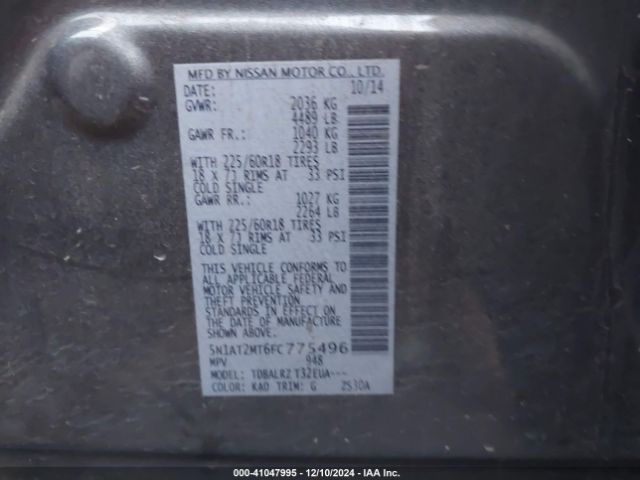 MFD BY NISSAN MOTOR CO., LTD.
DATE: 10/14
GVWR: 2036 KG
4489 LB
GAWR FR.: 1040 KG
2293 LB
WITH 225/60R18 TIRES
18 X 7J RIMS AT 33 PSI
COLD SINGLE
GAWR RR.: 1027 KG
2264 LB
WITH 225/60R18 TIRES
18 X 7J RIMS AT 33 PSI
COLD SINGLE
THIS VEHICLE CONFORMS TO
ALL APPLICABLE FEDERAL
MOTOR VEHICLE SAFETY AND
THEFT PREVENTION
STANDARDS IN EFFECT ON
THE DATE OF MANUFACTURE
SHOWN ABOVE.
5N1AT2MT6FC775496
MPV 948
MODEL: TDBALRZ T32EUA---
COLOR: KAD TRIM: G 2S30A
000-41047995 - 12/10/2024 - IAA Inc.